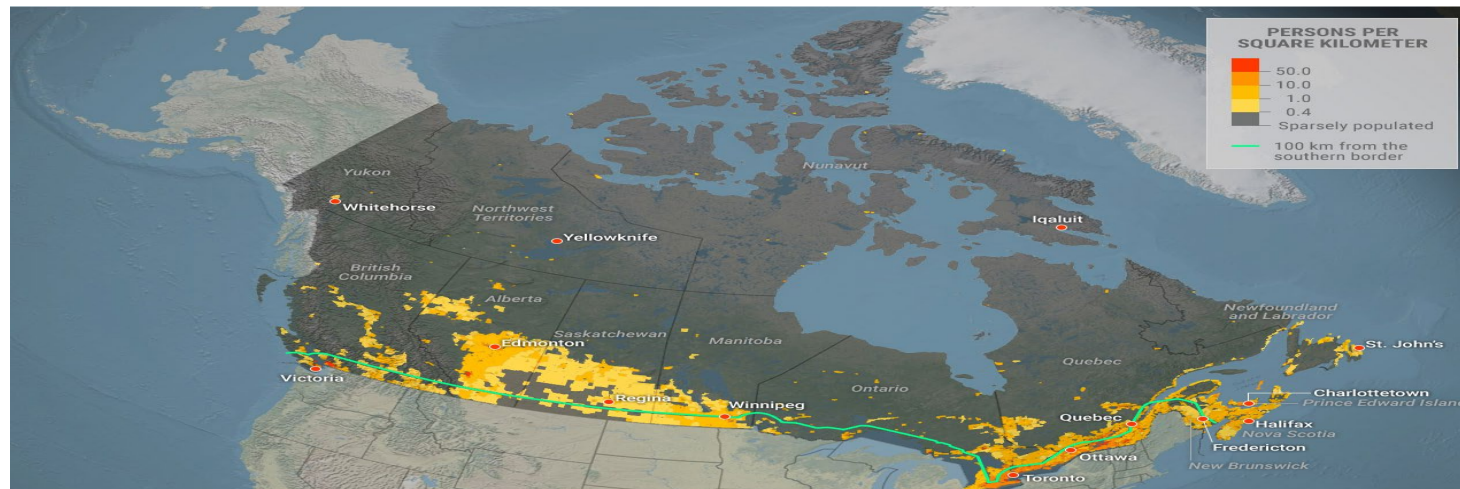 PERSONS PER
SQUARE KILOMETER
50.0
10.0
1.0
0.4
Sparsely populated
100 km from the
southern border
Nunavut
Yukon
Whitehorse
Northwest
Territories
Yellowknife
Iqaluit
British
Columbia
Alberta
Saskatchewan
Manitoba
Edmonton
Newfoundland
and Labrador
St. John's
Quebec
Ontario
Victoria
Regina
Winnipeg
Charlottetown
Prince Edward Islan
Quebec
Halifax
Nova Scotia
Fredericton
Ottawa
New Brunswick
Toronto